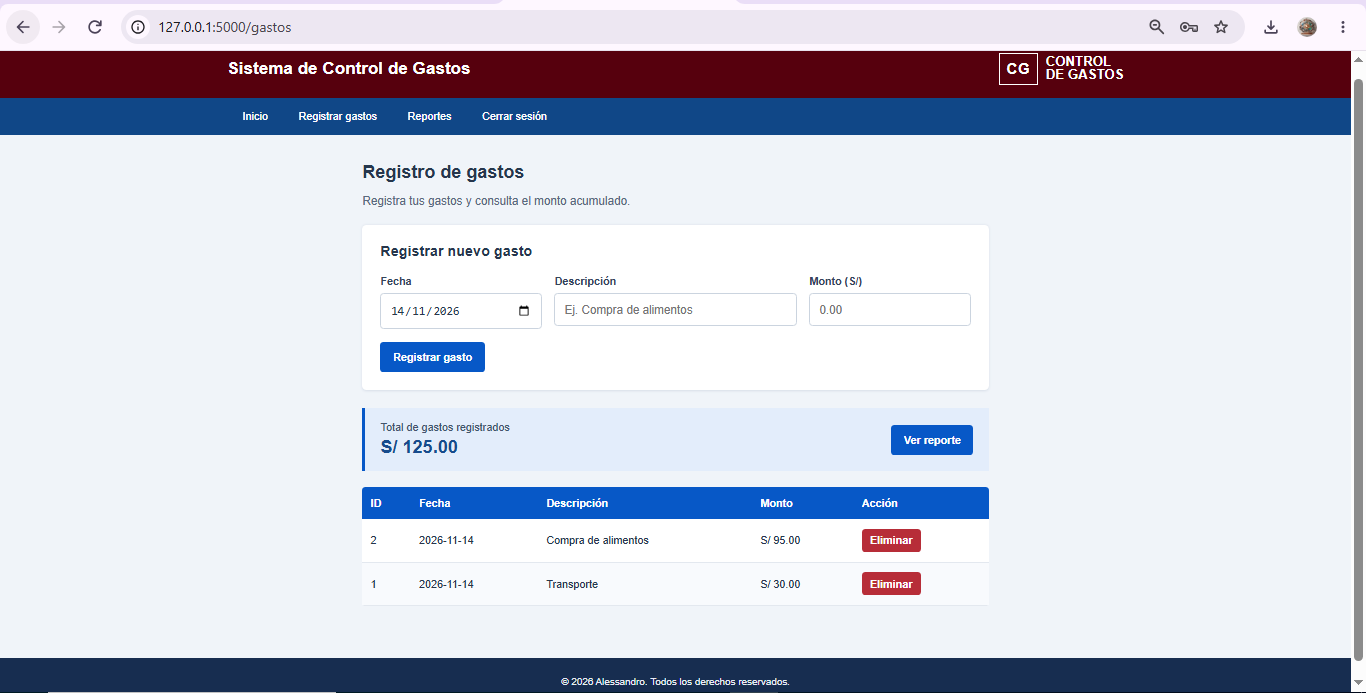 127.0.0.1:5000/gastos
Sistema de Control de Gastos
CG
CONTROL
DE GASTOS
Inicio Registrar gastos Reportes Cerrar sesión
Registro de gastos
Registra tus gastos y consulta el monto acumulado.
Registrar nuevo gasto
Fecha Descripción Monto (S/)
14/11/2026 Ej. Compra de alimentos 0.00
Registrar gasto
Total de gastos registrados
S/ 125.00
Ver reporte
ID Fecha Descripción Monto Acción
2 2026-11-14 Compra de alimentos S/ 95.00 Eliminar
1 2026-11-14 Transporte S/ 30.00 Eliminar
© 2026 Alessandro. Todos los derechos reservados.